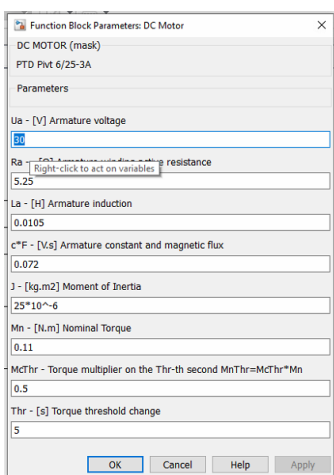 Function Block Parameters: DC Motor
DC MOTOR (mask)
PTD Pivt 6/25-3A
Parameters
Ua - [V] Armature voltage
30
Ra - resistance
Right-click to act on variables
5.25
La - [H] Armature induction
0.0105
c*F - [V.s] Armature constant and magnetic flux
0.072
J - [kg.m2] Moment of Inertia
25*10^-6
Mn - [N.m] Nominal Torque
0.11
McThr - Torque multiplier on the Thr-th second MnThr=McThr*Mn
0.5
Thr - [s] Torque threshold change
5
OK Cancel Help Apply